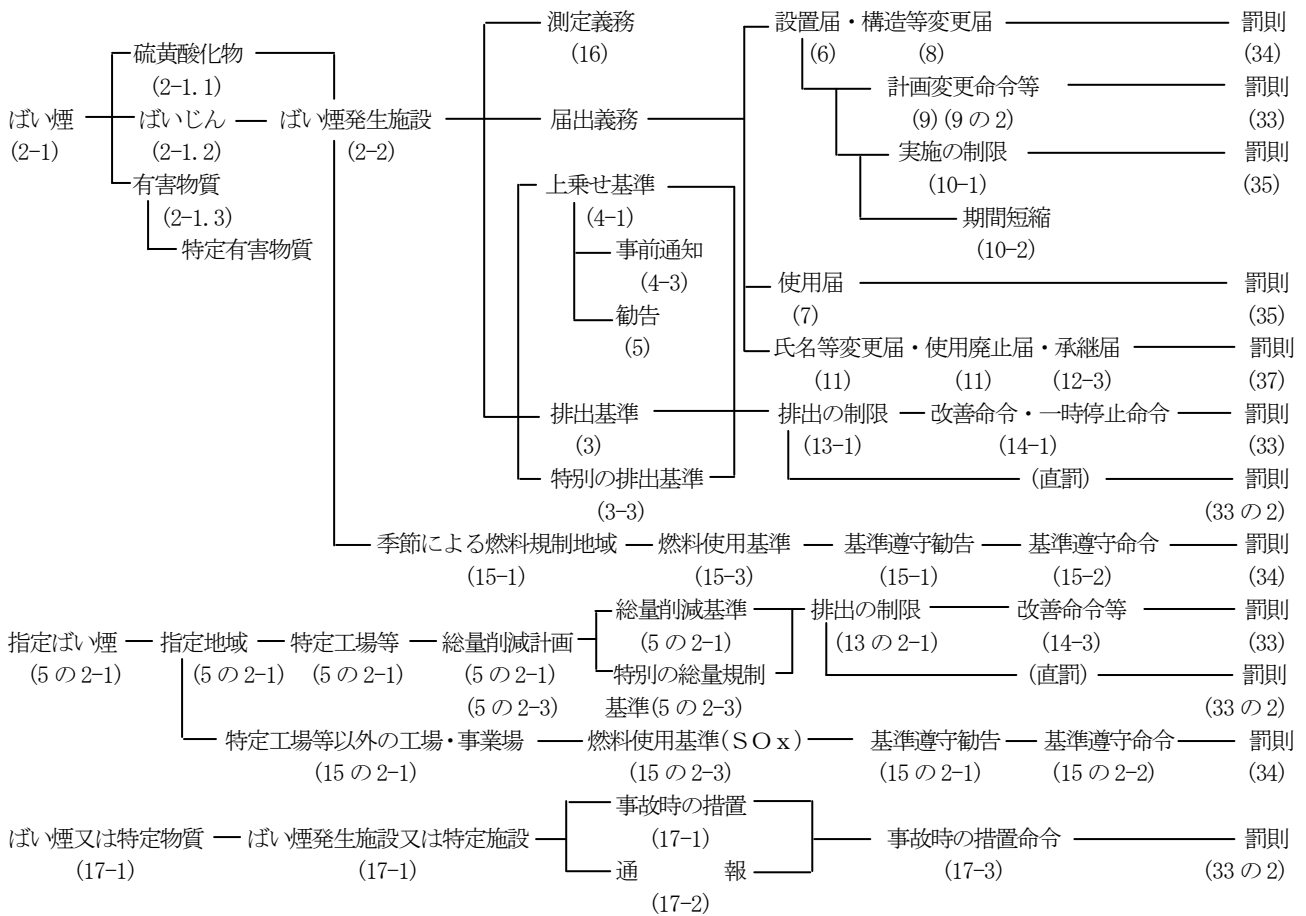 測定義務 設置届・構造等変更届 罰則
(16) (6) (8) (34)
硫黄酸化物
(2-1.1) 計画変更命令等 罰則
ばい煙 ばいじん ばい煙発生施設 届出義務 (9)(9の2) (33)
(2-1) (2-1.2) (2-2) 実施の制限 罰則
有害物質 上乗せ基準 (10-1) (35)
(2-1.3) (4-1) 期間短縮
特定有害物質 事前通知 (10-2)
(4-3) 使用届 罰則
勧告 (7) (35)
(5) 氏名等変更届・使用廃止届・承継届 罰則
(11) (11) (12-3) (37)
排出基準 排出の制限 改善命令・一時停止命令 罰則
(3) (13-1) (14-1) (33)
特別の排出基準 (直罰) 罰則
(3-3) (33の2)
季節による燃料規制地域 燃料使用基準 基準遵守勧告 基準遵守命令 罰則
(15-1) (15-3) (15-1) (15-2) (34)
総量削減基準 排出の制限 改善命令等 罰則
指定ばい煙 指定地域 特定工場等 総量削減計画 (5の2-1) (13の2-1) (14-3) (33)
(5の2-1) (5の2-1) (5の2-1) (5の2-1) 特別の総量規制 (直罰) 罰則
(5の2-3) 基準(5の2-3) (33の2)
特定工場等以外の工場・事業場 燃料使用基準(SOx) 基準遵守勧告 基準遵守命令 罰則
(15の2-1) (15の2-3) (15の2-1) (15の2-2) (34)
事故時の措置
ばい煙又は特定物質 ばい煙発生施設又は特定施設 (17-1) 事故時の措置命令 罰則
(17-1) (17-1) 通 報 (17-3) (33の2)
(17-2)